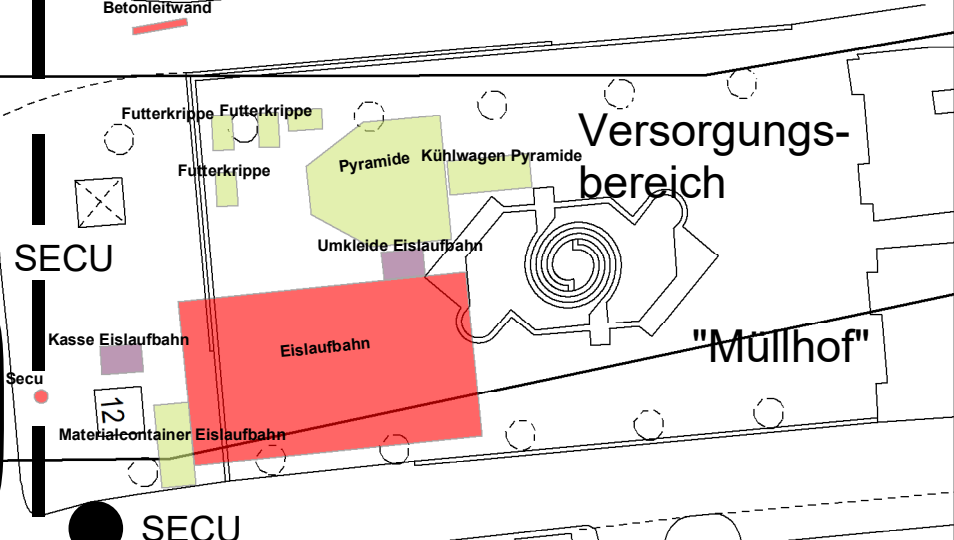 Betonleitwand
Futterkrippe
Futterkrippe
Versorgungs-
bereich
Pyramide
Kühlwagen Pyramide
Futterkrippe
SECU
Umkleide Eislaufbahn
Kasse Eislaufbahn
Eislaufbahn
"Müllhof"
Secu
12
Materialcontainer Eislaufbahn
SECU